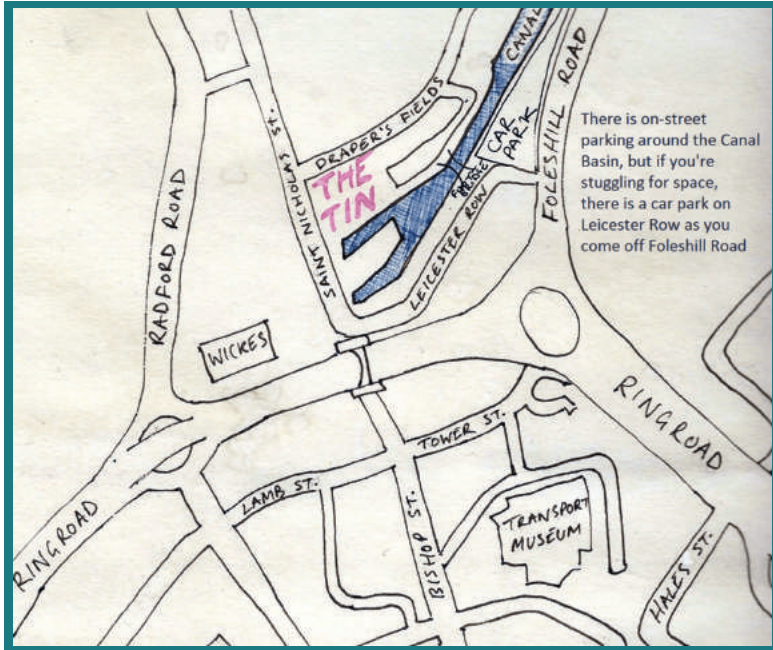 CANAL
FOLESHILL ROAD
CAR
PARK
There is on-street
parking around the Canal
Basin, but if you're
stuggling for space,
there is a car park on
Leicester Row as you
come off Foleshill Road
SAINT NICHOLAS ST.
DRAPER'S FIELDS
THE
TIN
LEICESTER ROW
RADFORD ROAD
WICKES
RINGROAD
TOWER ST.
LAMB ST.
BISHOP ST.
TRANSPORT
MUSEUM
RINGROAD
HALES ST.